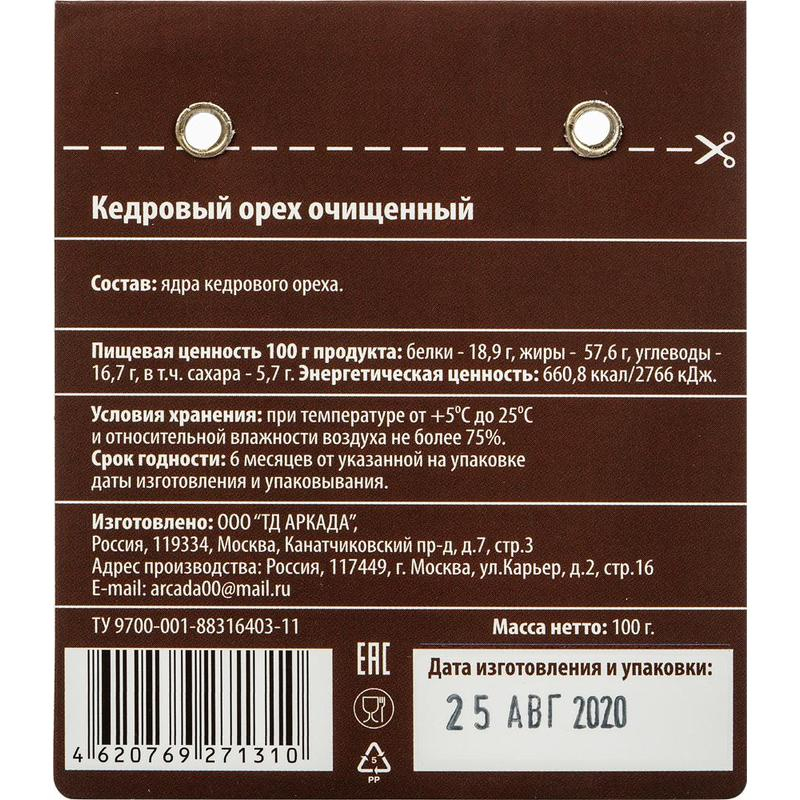 Кедровый орех очищенный
Состав: ядра кедрового ореха.
Пищевая ценность 100 г продукта: белки - 18,9 г, жиры - 57,6 г, углеводы -
16,7 г, в т.ч. сахара - 5,7 г. Энергетическая ценность: 660,8 ккал/2766 кДж.
Условия хранения: при температуре от +5⁰С до 25⁰С
и относительной влажности воздуха не более 75%.
Срок годности: 6 месяцев от указанной на упаковке
даты изготовления и упаковывания.
Изготовлено: ООО "ТД АРКАДА",
Россия, 119334, Москва, Канатчиковский пр-д, д.7, стр.3
Адрес производства: Россия, 117449, г. Москва, ул.Карьер, д.2, стр.16
E-mail: arcada00@mail.ru
ТУ 9700-001-88316403-11
Масса нетто: 100 г.
EAC
Дата изготовления и упаковки:
25 АВГ 2020
4 620769 271310
5
PP